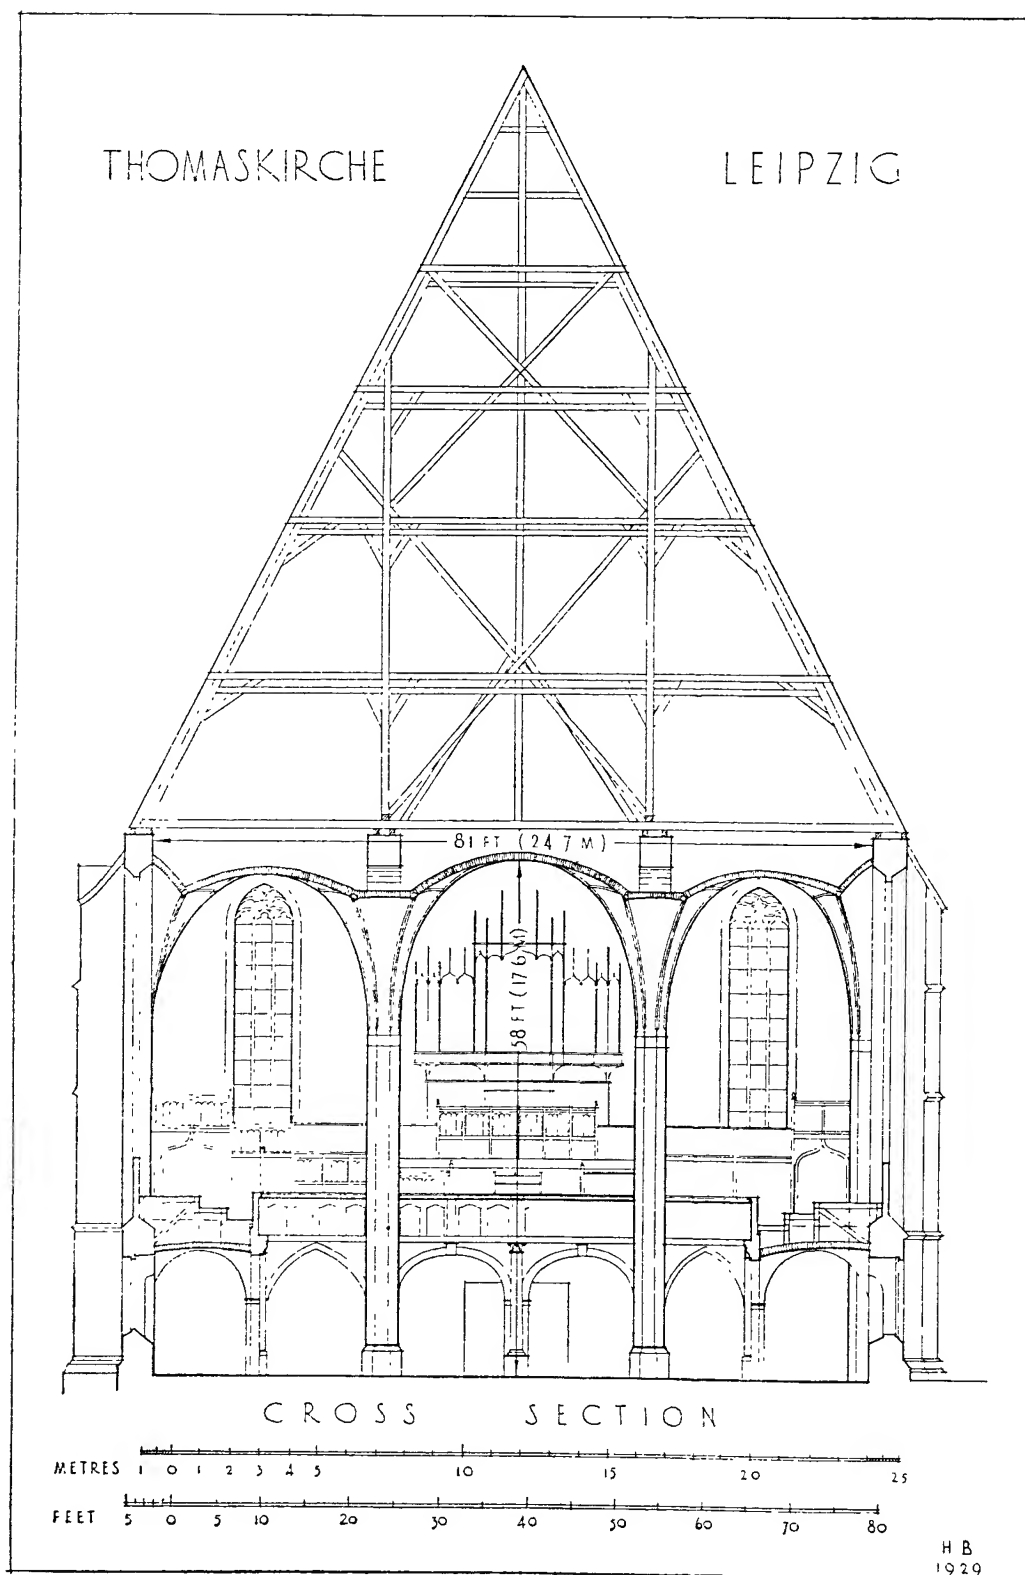 THOMASKIRCHE LEIPZIG
81 FT (24 7 M)
58 FT (17 6 M)
CROSS SECTION
METRES 1 0 1 2 3 4 5 10 15 20 25
FEET 5 0 5 10 20 30 40 50 60 70 80
H B
1929